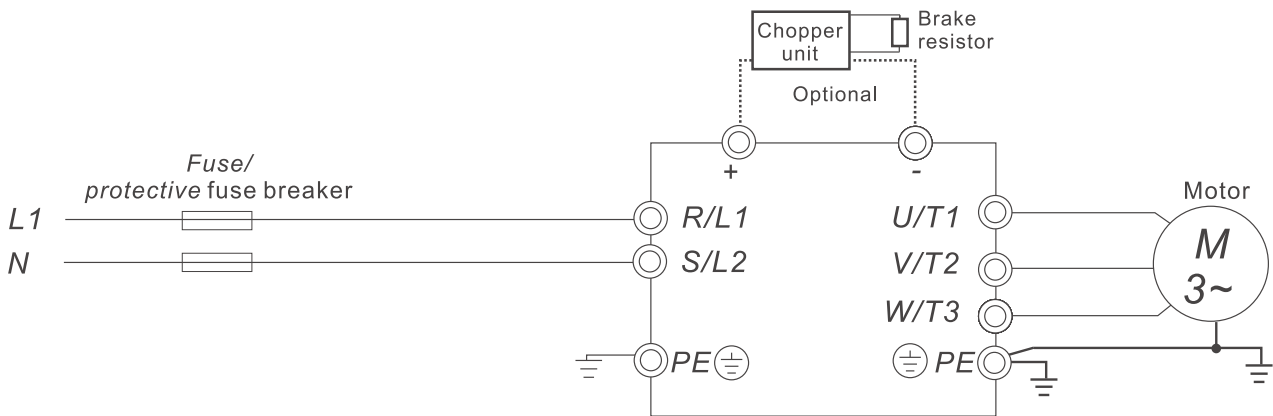 Chopper
unit
Brake
resistor
Optional
+
-
Fuse/
protective fuse breaker
L1
N
R/L1
S/L2
PE
U/T1
V/T2
W/T3
PE
Motor
M
3~